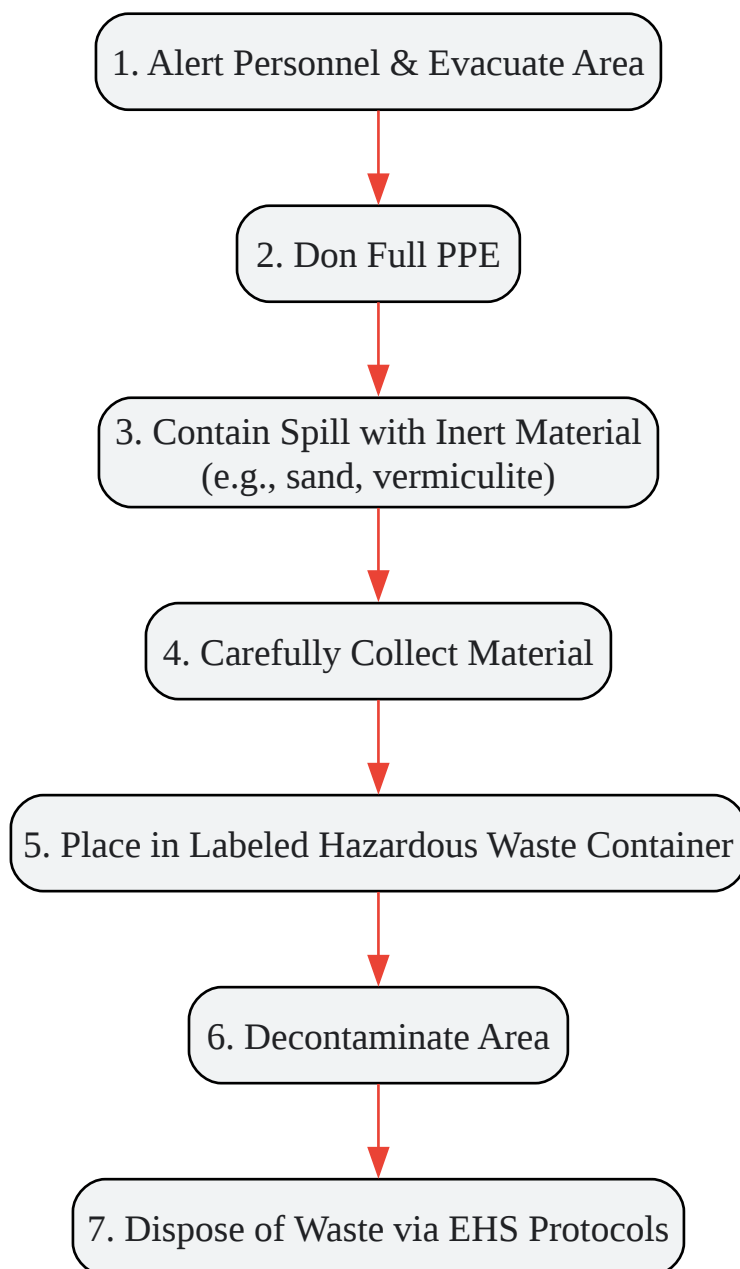 1. Alert Personnel & Evacuate Area
2. Don Full PPE
3. Contain Spill with Inert Material
(e.g., sand, vermiculite)
4. Carefully Collect Material
5. Place in Labeled Hazardous Waste Container
6. Decontaminate Area
7. Dispose of Waste via EHS Protocols